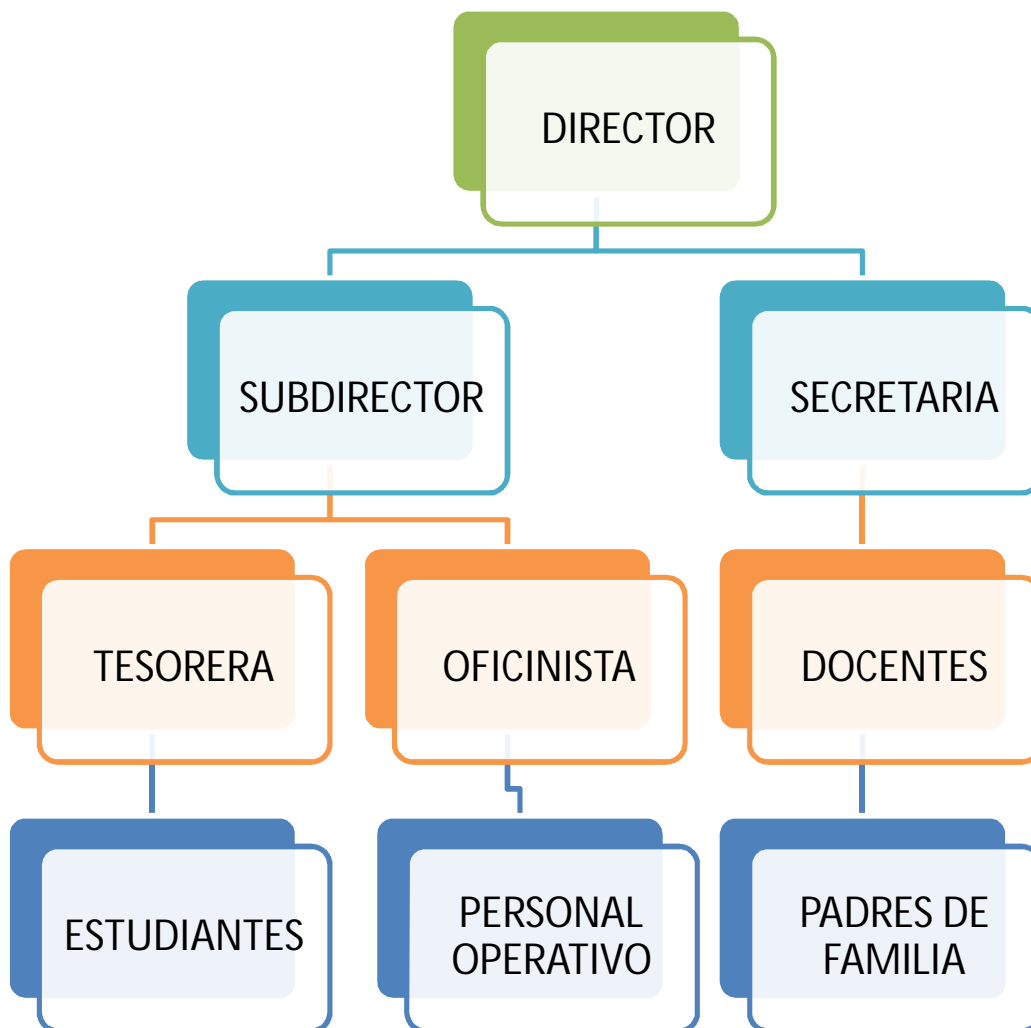 DIRECTOR
SUBDIRECTOR
SECRETARIA
TESORERA
OFICINISTA
DOCENTES
ESTUDIANTES
PERSONAL
OPERATIVO
PADRES DE
FAMILIA